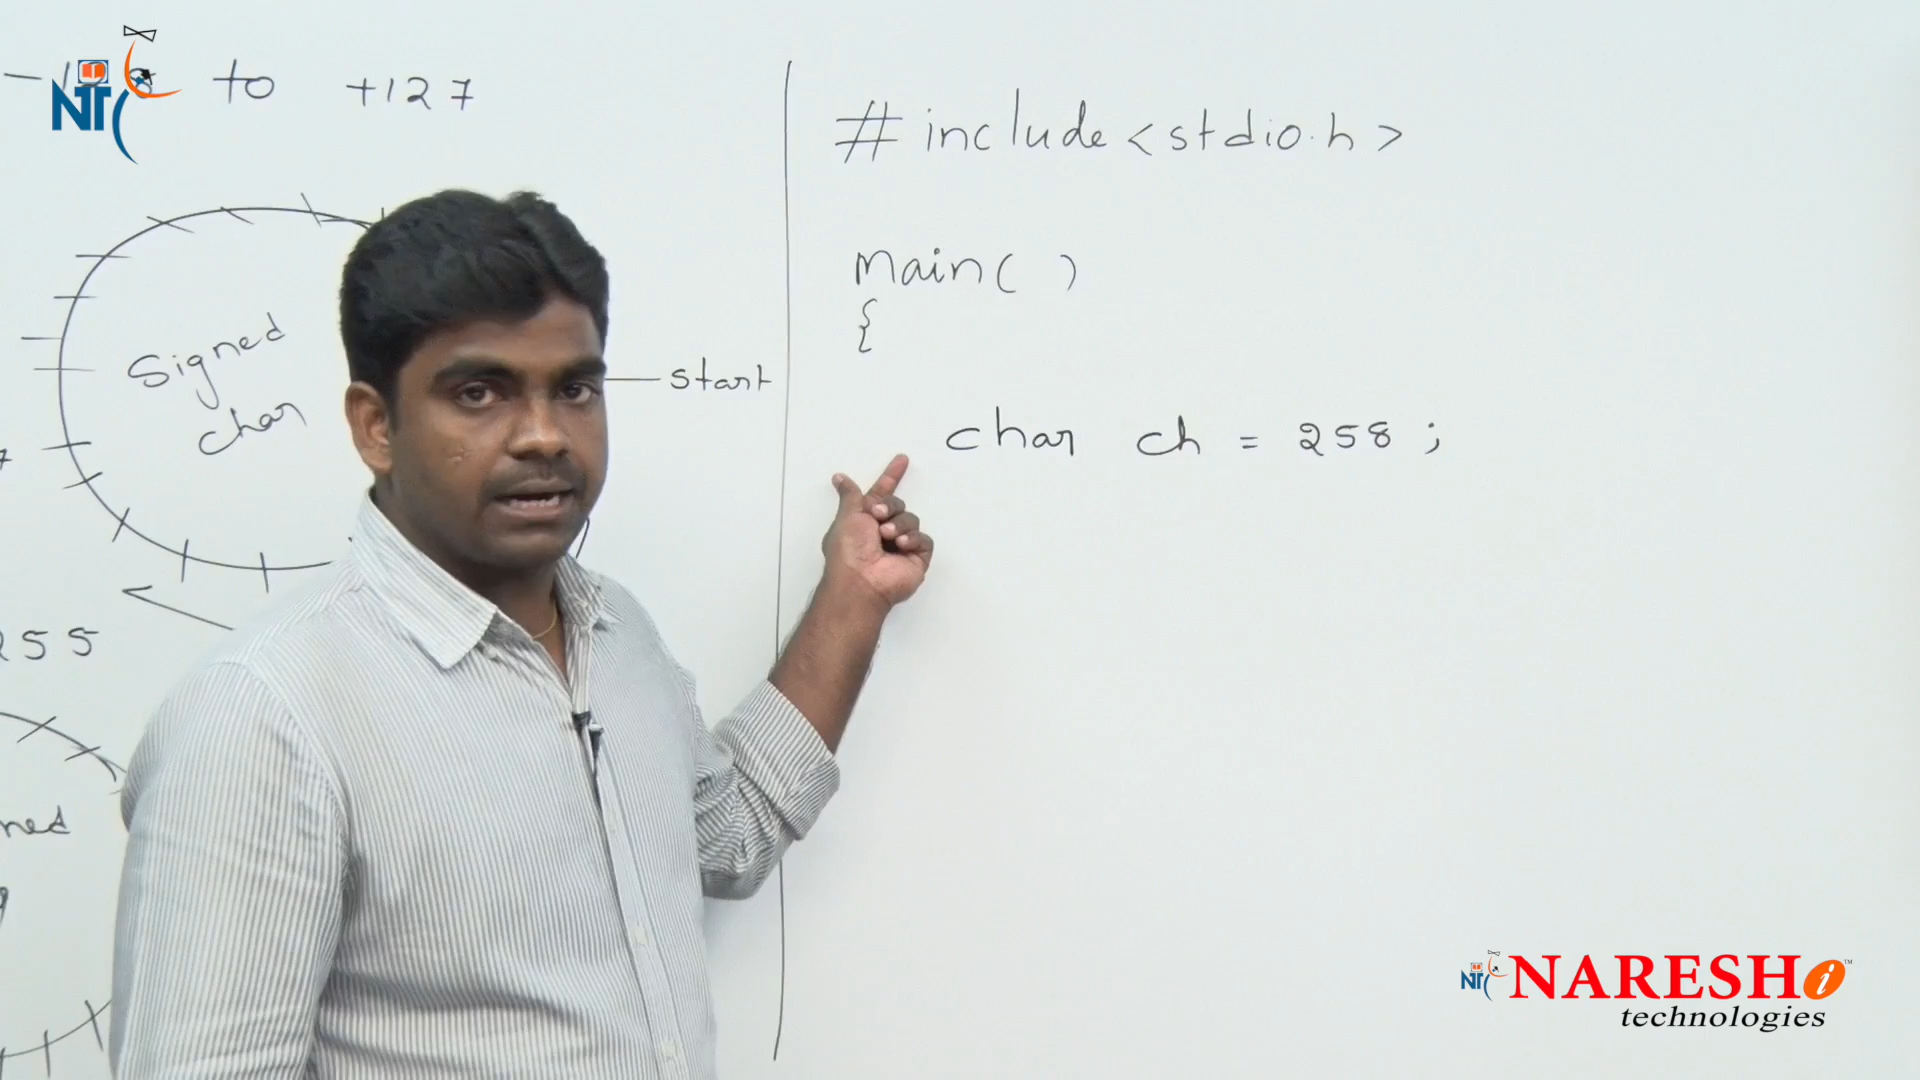 to +127
Signed
char
start
255
#include<stdio.h>
main( )
{
char ch = 258 ;
NARESH i
technologies